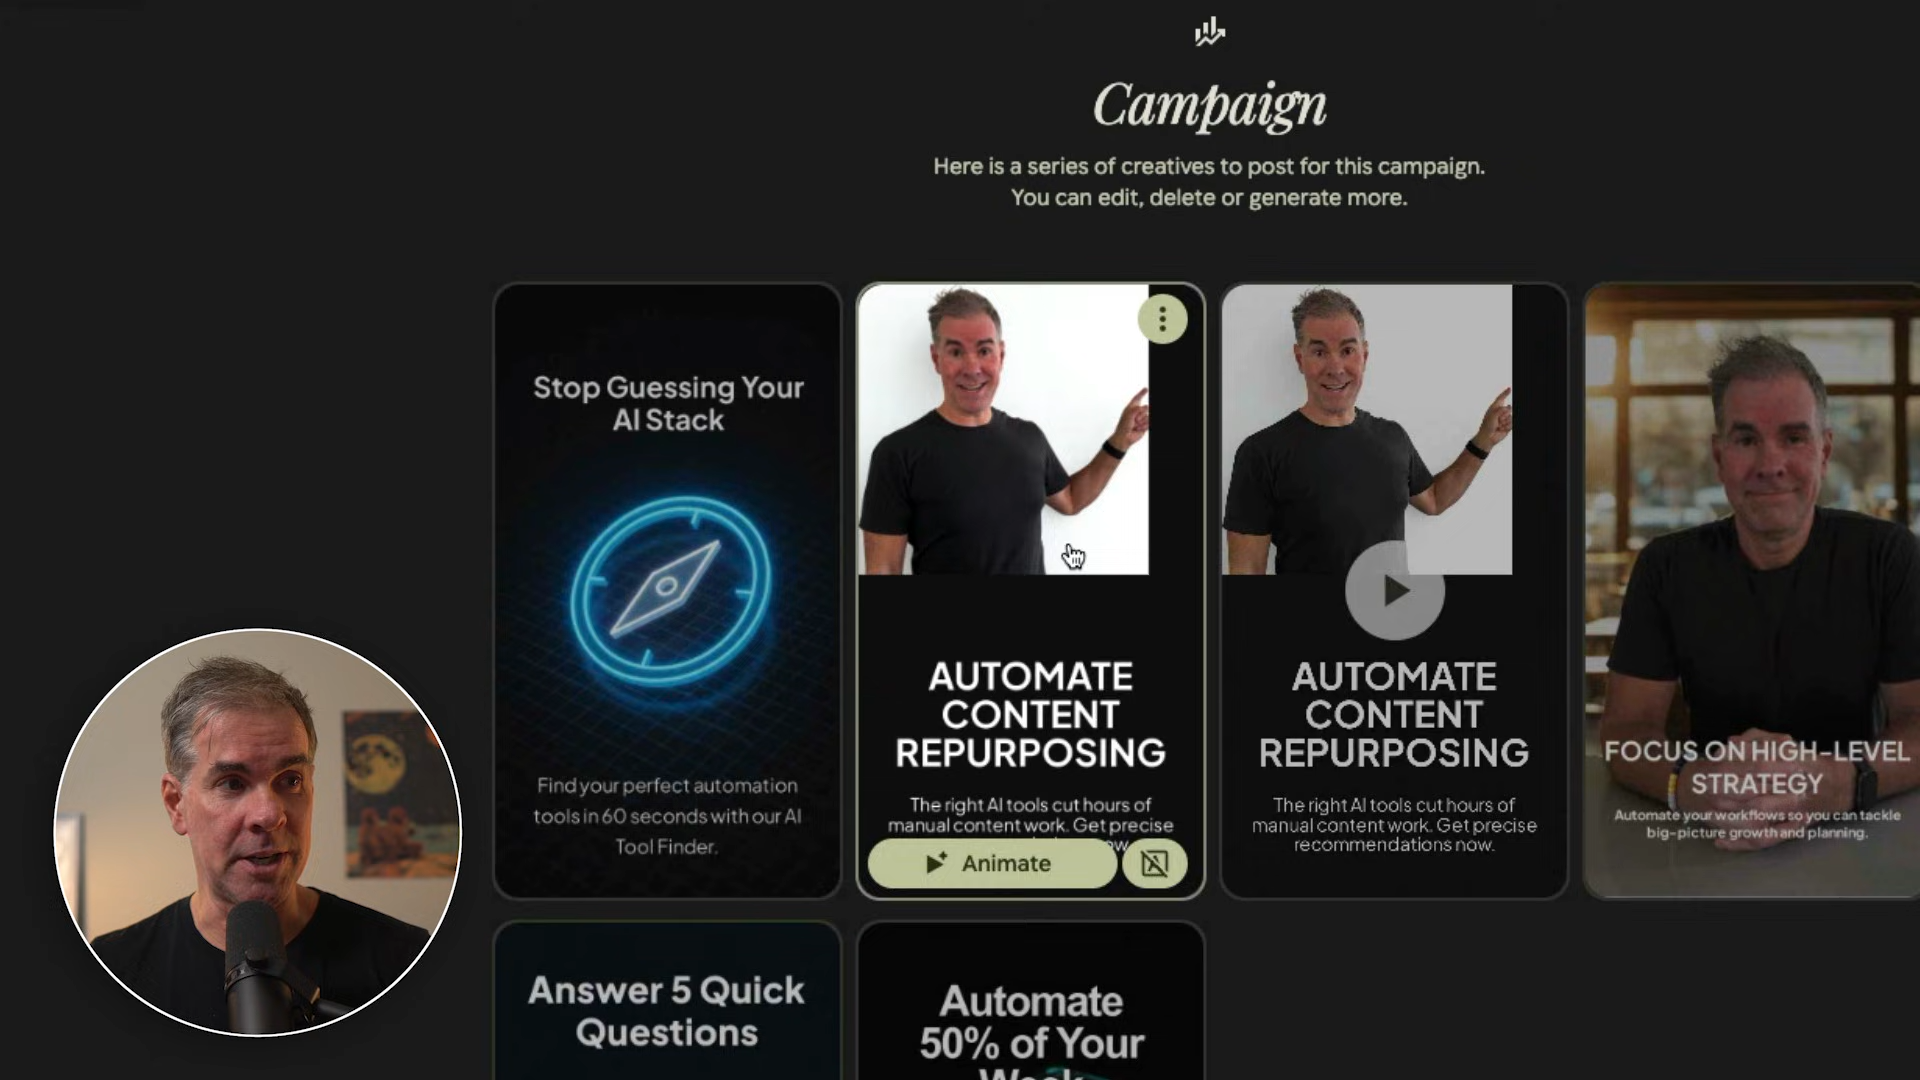 Campaign
Here is a series of creatives to post for this campaign.
You can edit, delete or generate more.
Stop Guessing Your
AI Stack
Find your perfect automation
tools in 60 seconds with our AI
Tool Finder.
AUTOMATE
CONTENT
REPURPOSING
The right AI tools cut hours of
manual content work. Get precise
Animate
AUTOMATE
CONTENT
REPURPOSING
The right AI tools cut hours of
manual content work. Get precise
recommendations now.
FOCUS ON HIGH-LEVEL
STRATEGY
Automate your workflows so you can tackle
big-picture growth and planning.
Answer 5 Quick
Questions
Automate
50% of Your
Week